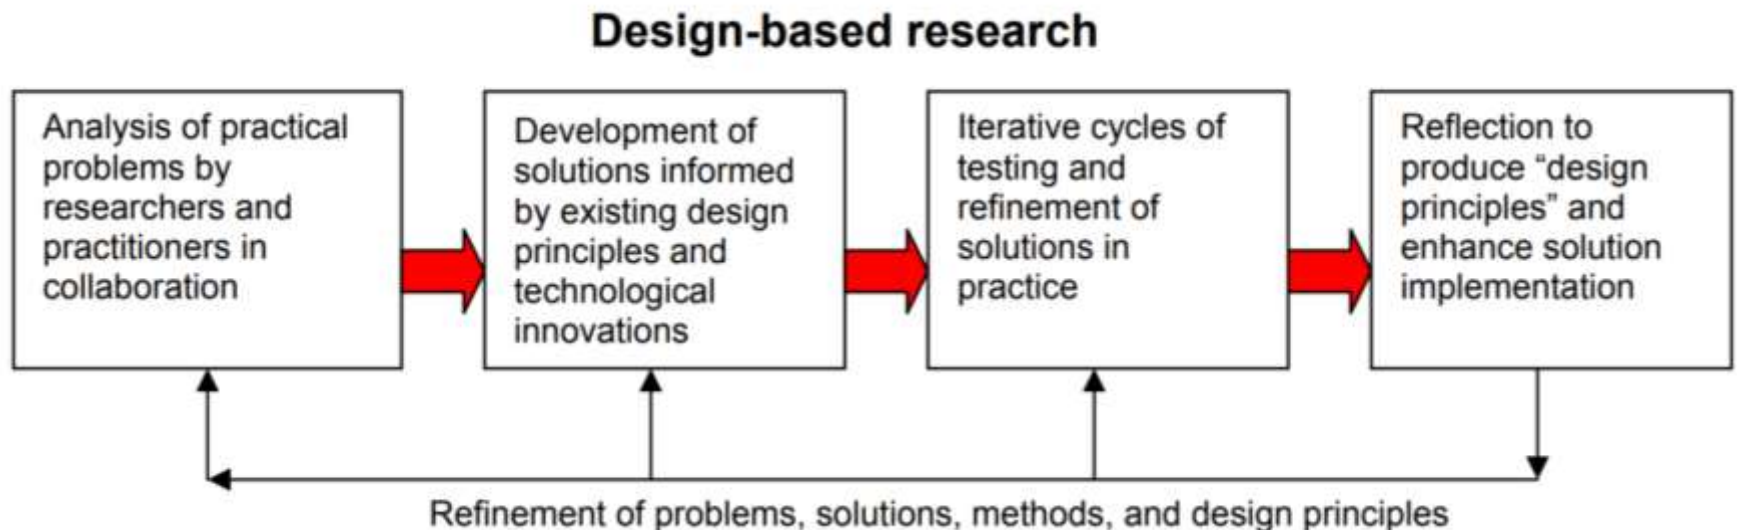 Design-based research
Analysis of practical
problems by
researchers and
practitioners in
collaboration
Development of
solutions informed
by existing design
principles and
technological
innovations
Iterative cycles of
testing and
refinement of
solutions in
practice
Reflection to
produce “design
principles” and
enhance solution
implementation
Refinement of problems, solutions, methods, and design principles